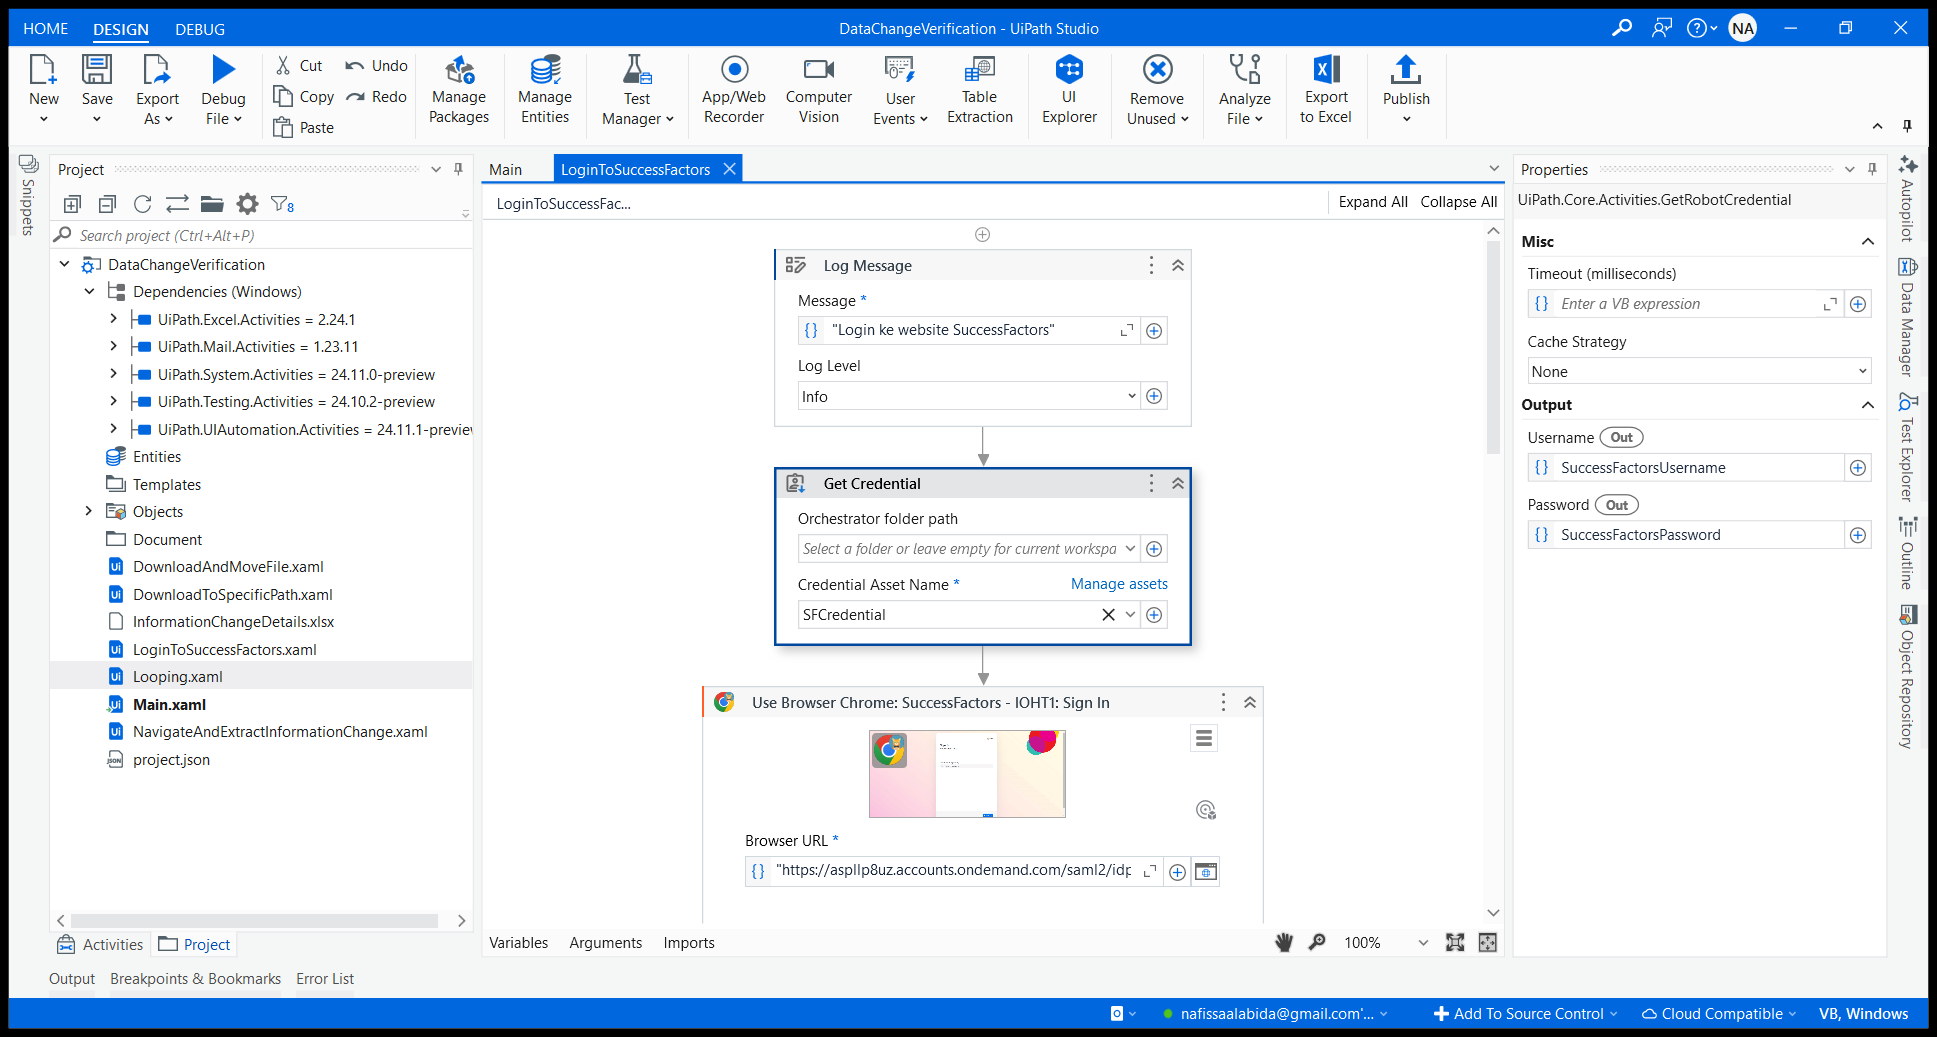 HOME DESIGN DEBUG
DataChangeVerification - UiPath Studio
NA
New
Save
Export As
Debug File
Cut
Copy
Paste
Undo
Redo
Manage Packages
Manage Entities
Test Manager
App/Web Recorder
Computer Vision
User Events
Table Extraction
UI Explorer
Remove Unused
Analyze File
Export to Excel
Publish
Snippets
Project
8
Search project (Ctrl+Alt+P)
DataChangeVerification
Dependencies (Windows)
UiPath.Excel.Activities = 2.24.1
UiPath.Mail.Activities = 1.23.11
UiPath.System.Activities = 24.11.0-preview
UiPath.Testing.Activities = 24.10.2-preview
UiPath.UIAutomation.Activities = 24.11.1-previe
Entities
Templates
Objects
Document
DownloadAndMoveFile.xaml
DownloadToSpecificPath.xaml
InformationChangeDetails.xlsx
LoginToSuccessFactors.xaml
Looping.xaml
Main.xaml
NavigateAndExtractInformationChange.xaml
project.json
Activities
Project
Main
LoginToSuccessFactors
LoginToSuccessFac...
Expand All
Collapse All
Log Message
Message *
"Login ke website SuccessFactors"
Log Level
Info
Get Credential
Orchestrator folder path
Select a folder or leave empty for current workspa
Credential Asset Name *
Manage assets
SFCredential
Use Browser Chrome: SuccessFactors - IOHT1: Sign In
Browser URL *
"https://aspllp8uz.accounts.ondemand.com/saml2/idp
Variables
Arguments
Imports
100%
Properties
UiPath.Core.Activities.GetRobotCredential
Misc
Timeout (milliseconds)
Enter a VB expression
Cache Strategy
None
Output
Username Out
SuccessFactorsUsername
Password Out
SuccessFactorsPassword
Autopilot
Data Manager
Test Explorer
Outline
Object Repository
Output
Breakpoints & Bookmarks
Error List
nafissaalabida@gmail.com'...
Add To Source Control
Cloud Compatible
VB, Windows